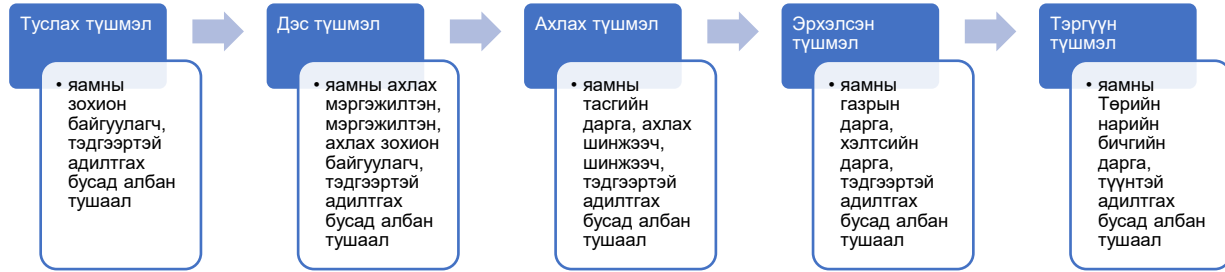 Туслах түшмэл
• яамны
зохион
байгуулагч,
тэдгээртэй
адилтгах
бусад албан
тушаал
Дэс түшмэл
• яамны ахлах
мэргэжилтэн,
мэргэжилтэн,
ахлах зохион
байгуулагч,
тэдгээртэй
адилтгах
бусад албан
тушаал
Ахлах түшмэл
• яамны
тасгийн
дарга, ахлах
шинжээч,
шинжээч,
тэдгээртэй
адилтгах
бусад албан
тушаал
Эрхэлсэн
түшмэл
• яамны
газрын
дарга,
хэлтсийн
дарга,
тэдгээртэй
адилтгах
бусад албан
тушаал
Тэргүүн
түшмэл
• яамны
Төрийн
нарийн
бичгийн
дарга,
түүнтэй
адилтгах
бусад албан
тушаал